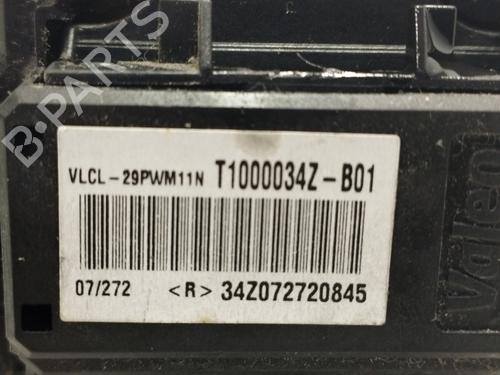 B-PARTS
VLCL-29PWM11N T1000034Z-B01
07/272 <R> 34Z072720845
Valeo